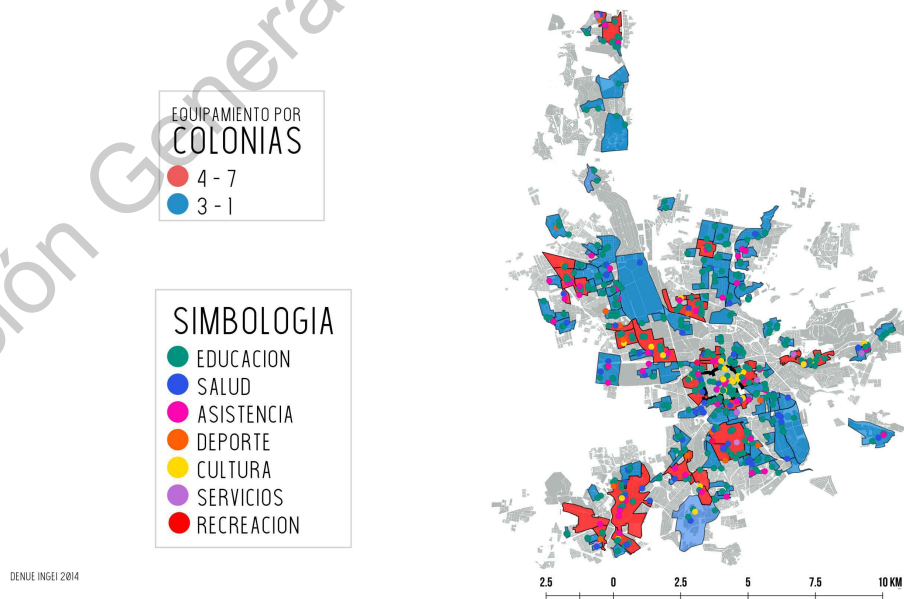 EQUIPAMIENTO POR
COLONIAS
4 - 7
3 - 1
SIMBOLOGIA
EDUCACION
SALUD
ASISTENCIA
DEPORTE
CULTURA
SERVICIOS
RECREACION
DENUE INGEI 2014
2.5 0 2.5 5 7.5 10 KM